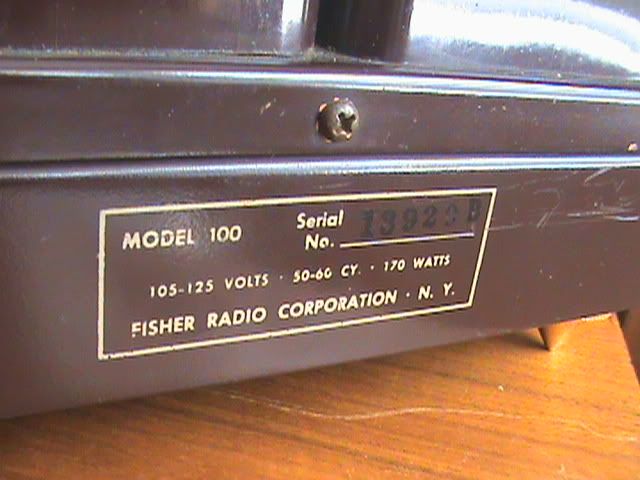 MODEL 100 Serial
No.
105-125 VOLTS · 50-60 CY. · 170 WATTS
FISHER RADIO CORPORATION · N. Y.